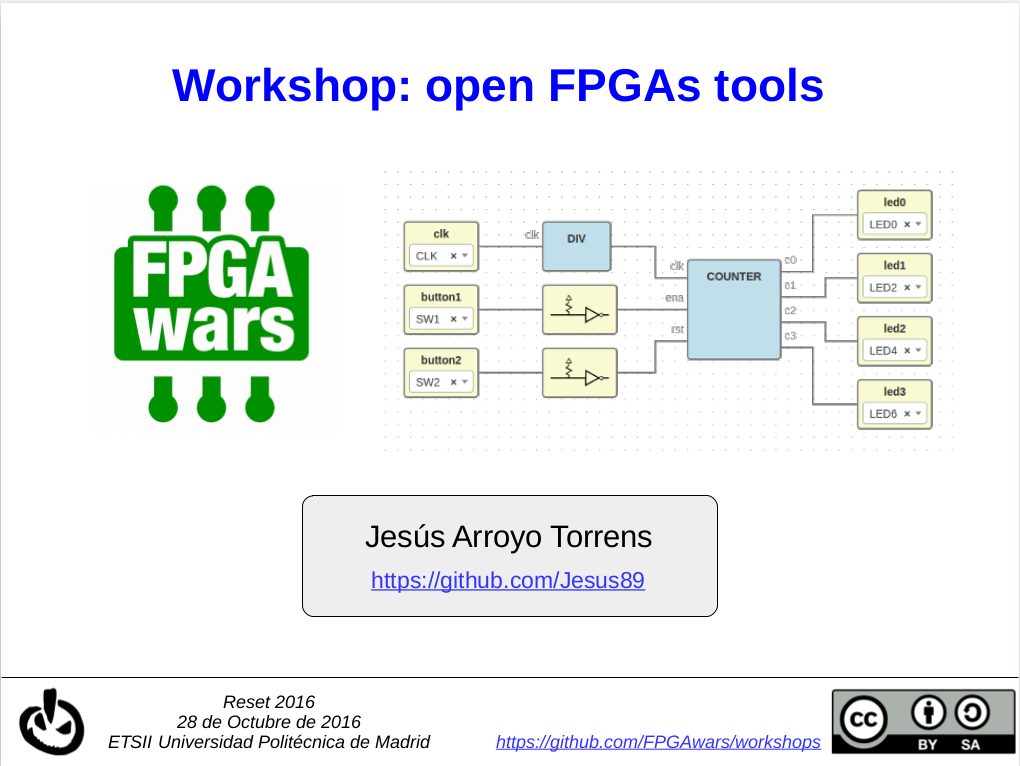 Workshop: open FPGAs tools
FPGA
wars
clk
CLK
button1
SW1
button2
SW2
clk
DIV
clk
ena
rst
COUNTER
c0
c1
c2
c3
led0
LED0
led1
LED2
led2
LED4
led3
LED6
Jesús Arroyo Torrens
https://github.com/Jesus89
Reset 2016
28 de Octubre de 2016
ETSII Universidad Politécnica de Madrid
https://github.com/FPGAwars/workshops
cc
BY SA